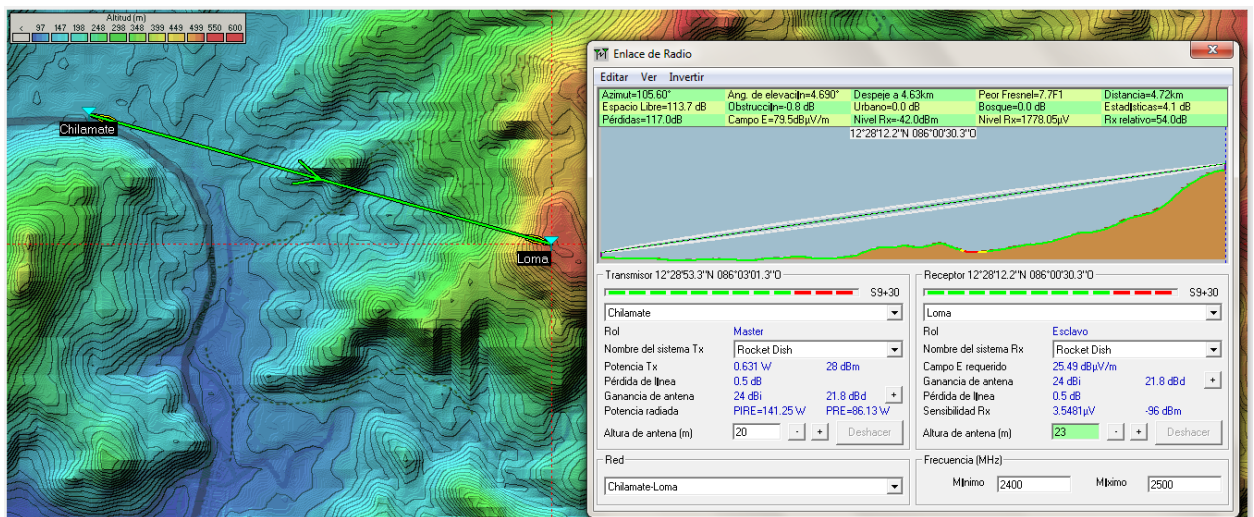 Altitud (m)
< 97 147 198 248 298 348 399 449 499 550 600
Chilamate
Loma
Enlace de Radio
Editar Ver Invertir
Azimut=105.60° Ang. de elevaci|n=4.690° Despeje a 4.63km Peor Fresnel=7.7F1 Distancia=4.72km
Espacio Libre=113.7 dB Obstrucci|n=-0.8 dB Urbano=0.0 dB Bosque=0.0 dB Estad|sticas=4.1 dB
Pérdidas=117.0dB Campo E=79.5dBµV/m Nivel Rx=-42.0dBm Nivel Rx=1778.05µV Rx relativo=54.0dB
12°28'12.2"N 086°00'30.3"O
Transmisor 12°28'53.3"N 086°03'01.3"O
S9+30
Chilamate
Rol Master
Nombre del sistema Tx Rocket Dish
Potencia Tx 0.631 W 28 dBm
Pérdida de l|nea 0.5 dB
Ganancia de antena 24 dBi 21.8 dBd +
Potencia radiada PIRE=141.25 W PRE=86.13 W
Altura de antena (m) 20 - + Deshacer
Red
Chilamate-Loma
Receptor 12°28'12.2"N 086°00'30.3"O
S9+30
Loma
Rol Esclavo
Nombre del sistema Rx Rocket Dish
Campo E requerido 25.49 dBµV/m
Ganancia de antena 24 dBi 21.8 dBd +
Pérdida de l|nea 0.5 dB
Sensibilidad Rx 3.5481µV -96 dBm
Altura de antena (m) 23 - + Deshacer
Frecuencia (MHz)
M|nimo 2400 M|ximo 2500